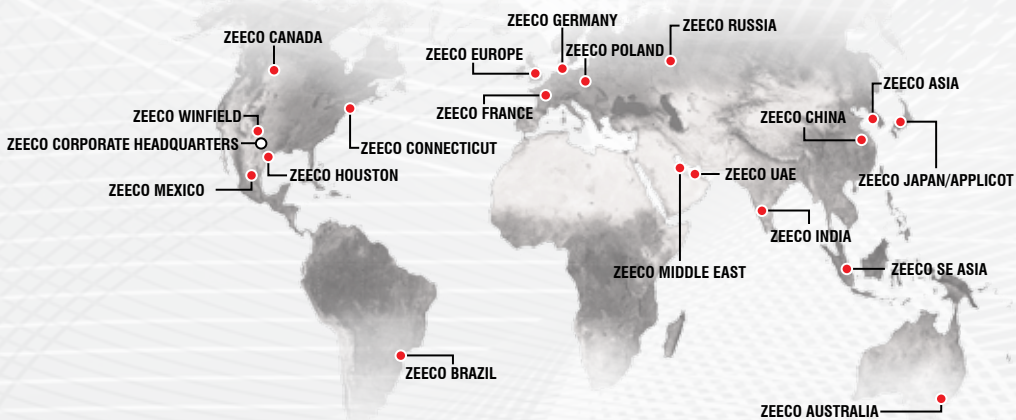 ZEECO GERMANY
ZEECO RUSSIA
ZEECO CANADA
ZEECO EUROPE
ZEECO POLAND
ZEECO ASIA
ZEECO FRANCE
ZEECO WINFIELD
ZEECO CHINA
ZEECO CORPORATE HEADQUARTERS
ZEECO CONNECTICUT
ZEECO HOUSTON
ZEECO UAE
ZEECO JAPAN/APPLICOT
ZEECO MEXICO
ZEECO INDIA
ZEECO MIDDLE EAST
ZEECO SE ASIA
ZEECO BRAZIL
ZEECO AUSTRALIA